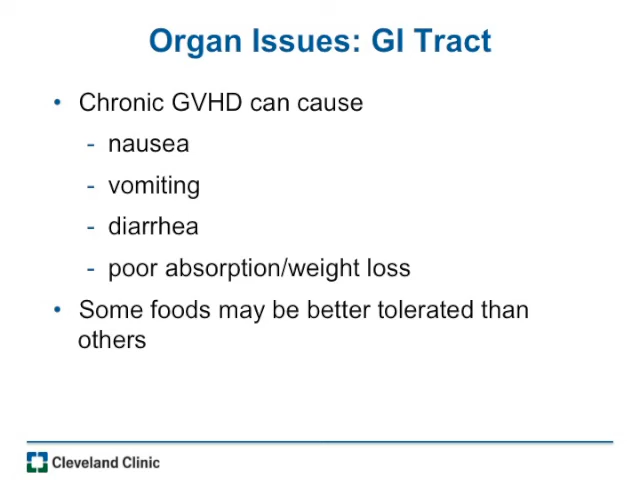 Organ Issues: GI Tract
• Chronic GVHD can cause
- nausea
- vomiting
- diarrhea
- poor absorption/weight loss
• Some foods may be better tolerated than
others
Cleveland Clinic